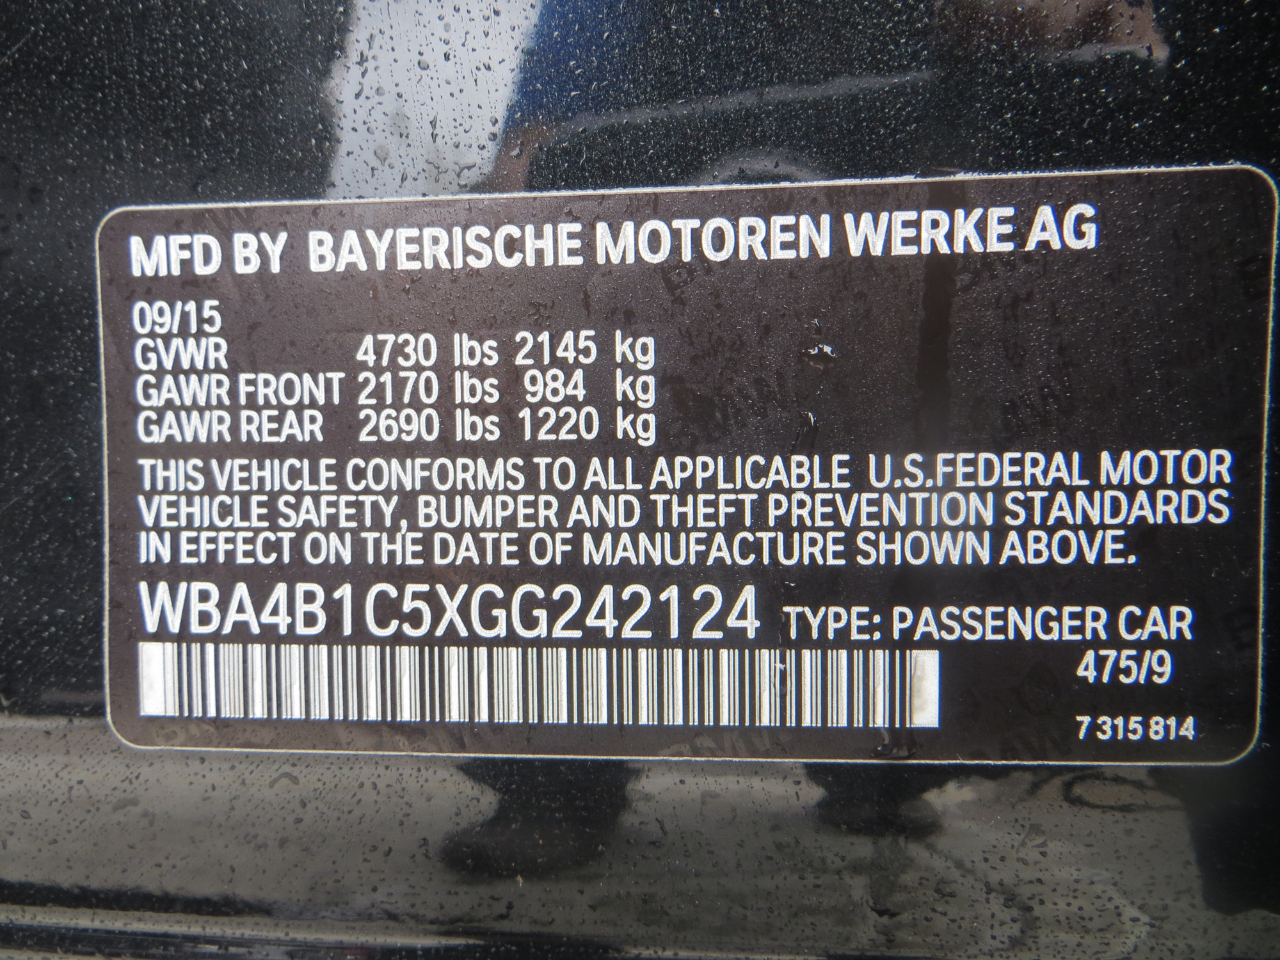 MFD BY BAYERISCHE MOTOREN WERKE AG
09/15
GVWR 4730 lbs 2145 kg
GAWR FRONT 2170 lbs 984 kg
GAWR REAR 2690 lbs 1220 kg
THIS VEHICLE CONFORMS TO ALL APPLICABLE U.S.FEDERAL MOTOR
VEHICLE SAFETY, BUMPER AND THEFT PREVENTION STANDARDS
IN EFFECT ON THE DATE OF MANUFACTURE SHOWN ABOVE.
WBA4B1C5XGG242124 TYPE: PASSENGER CAR
475/9
7 315 814